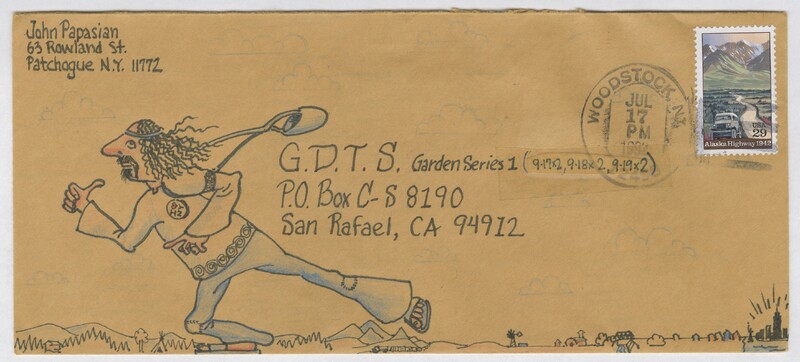 John Papasian
63 Rowland St.
Patchogue N.Y. 11772
WOODSTOCK, NY
JUL
17
PM
USA
29
Alaska Highway 1942
G.D.T.S. Garden Series 1 (9-17x2, 9-18x2, 9-19x2)
P.O. Box C-S 8190
San Rafael, CA 94912